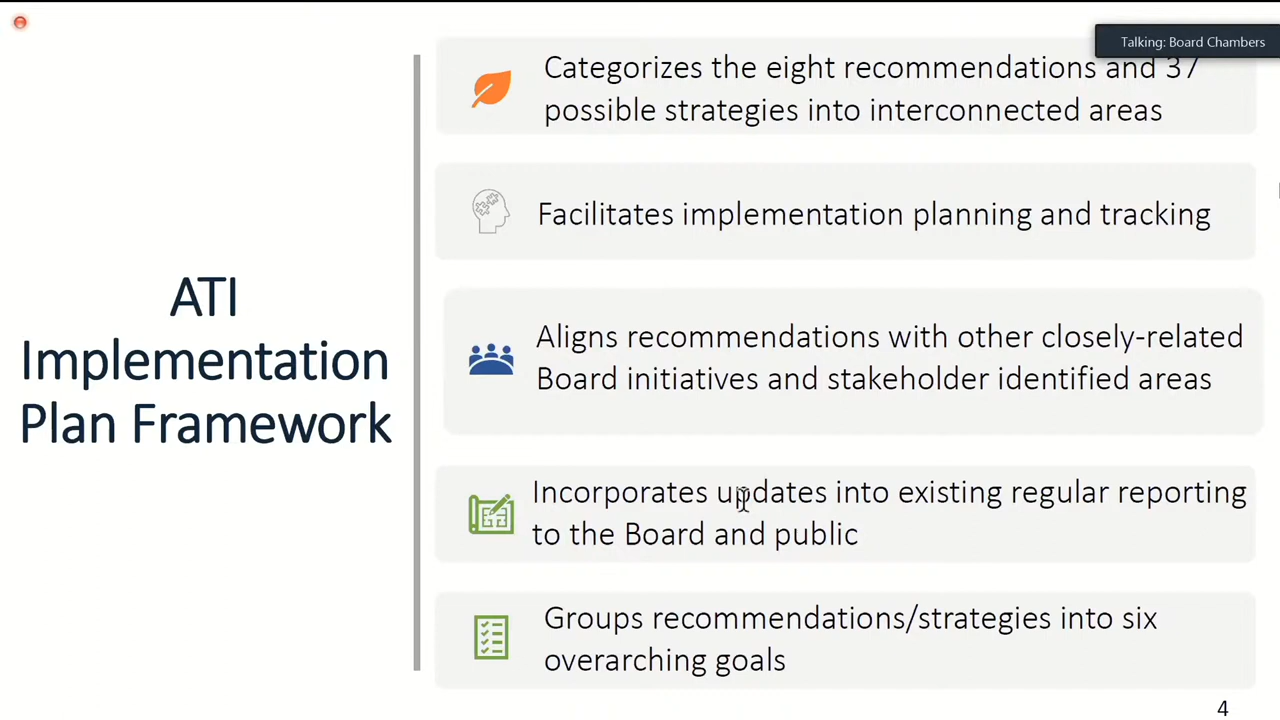 Talking: Board Chambers
Categorizes the eight recommendations and 37
possible strategies into interconnected areas
Facilitates implementation planning and tracking
ATI
Implementation
Plan Framework
Aligns recommendations with other closely-related
Board initiatives and stakeholder identified areas
Incorporates updates into existing regular reporting
to the Board and public
Groups recommendations/strategies into six
overarching goals
4